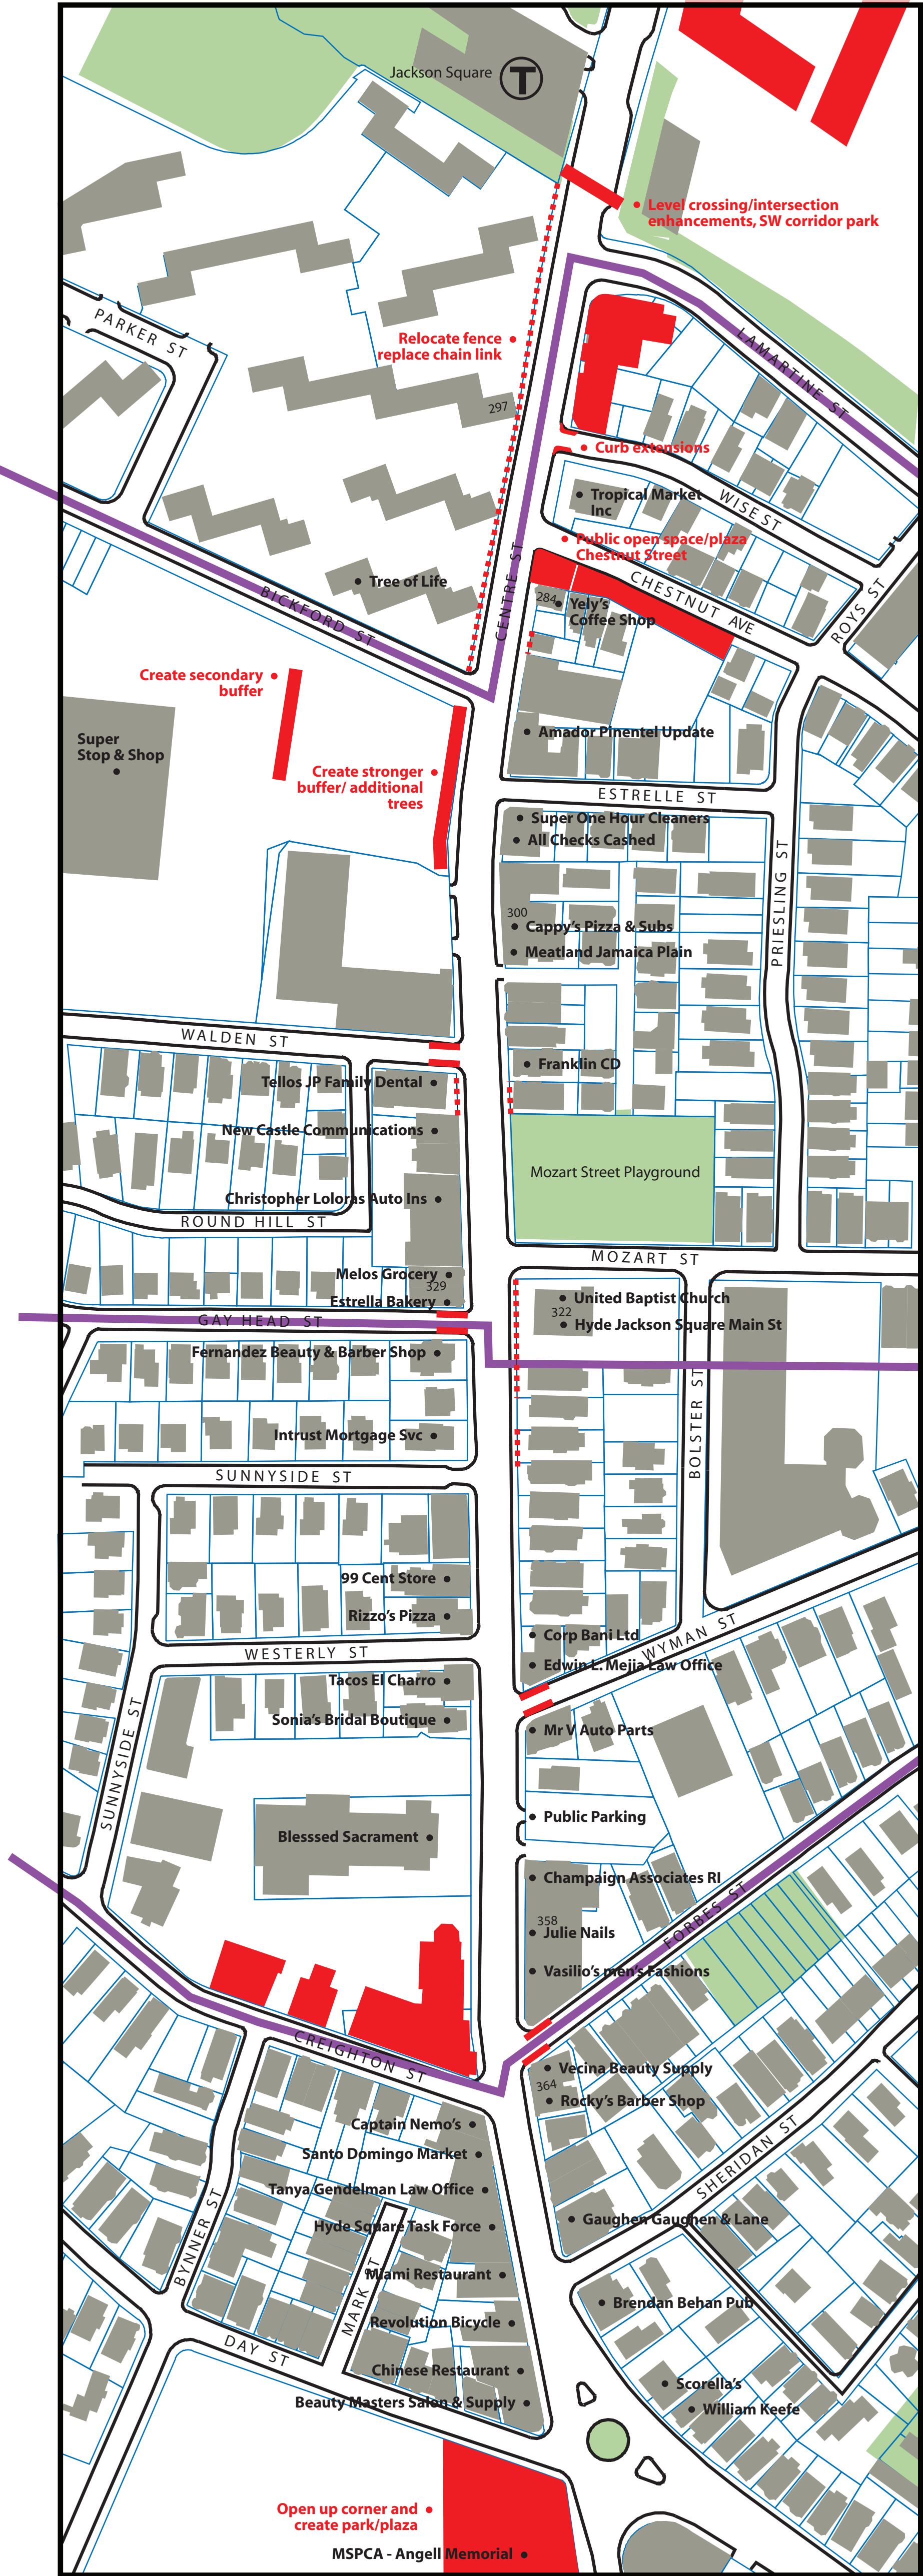 Jackson Square
T
Level crossing/intersection
enhancements, SW corridor park
PARKER ST
Relocate fence
replace chain link
LAMARTINE ST
297
Curb extensions
Tropical Market
Inc
WISE ST
Public open space/plaza
Chestnut Street
Tree of Life
CENTRE ST
BICKFORD ST
CHESTNUT AVE
284
Yely's
Coffee Shop
ROYS ST
Create secondary
buffer
Super
Stop & Shop
Amador Pinentel Update
Create stronger
buffer/ additional
trees
ESTRELLE ST
Super One Hour Cleaners
All Checks Cashed
PRIESLING ST
300
Cappy's Pizza & Subs
Meatland Jamaica Plain
WALDEN ST
Franklin CD
Tellos JP Family Dental
New Castle Communications
Mozart Street Playground
Christopher Loloras Auto Ins
ROUND HILL ST
MOZART ST
Melos Grocery
329
Estrella Bakery
United Baptist Church
322
Hyde Jackson Square Main St
GAY HEAD ST
Fernandez Beauty & Barber Shop
BOLSTER ST
Intrust Mortgage Svc
SUNNYSIDE ST
99 Cent Store
Rizzo's Pizza
Corp Bani Ltd
WYMAN ST
WESTERLY ST
Edwin L. Mejia Law Office
Tacos El Charro
Sonia's Bridal Boutique
Mr V Auto Parts
SUNNYSIDE ST
Public Parking
Blesssed Sacrament
Champaign Associates RI
358
Julie Nails
FORBES ST
Vasilio's men's Fashions
CREIGHTON ST
Vecina Beauty Supply
364
Rocky's Barber Shop
Captain Nemo's
Santo Domingo Market
SHERIDAN ST
Tanya Gendelman Law Office
BYNNER ST
Gaughen Gaughen & Lane
Hyde Square Task Force
MARK ST
Miami Restaurant
Brendan Behan Pub
Revolution Bicycle
DAY ST
Chinese Restaurant
Scorella's
Beauty Masters Salon & Supply
William Keefe
Open up corner and
create park/plaza
MSPCA - Angell Memorial